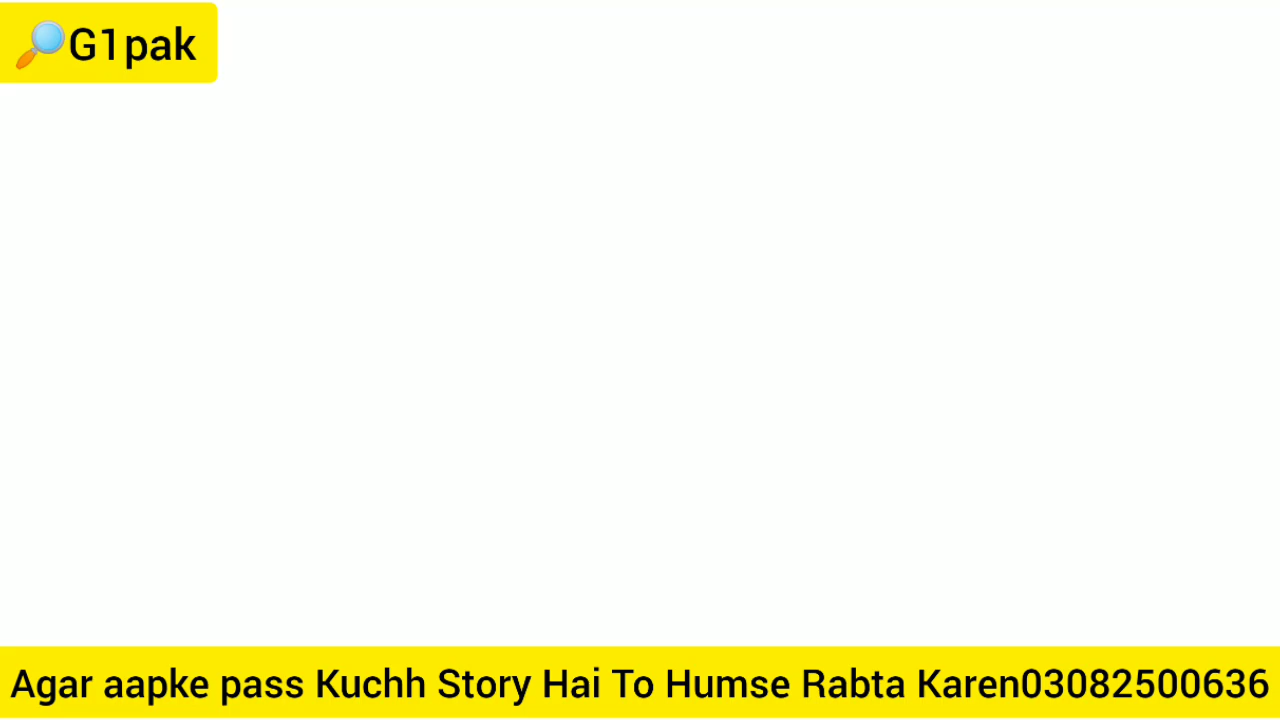 🔎G1pak
Agar aapke pass Kuchh Story Hai To Humse Rabta Karen03082500636